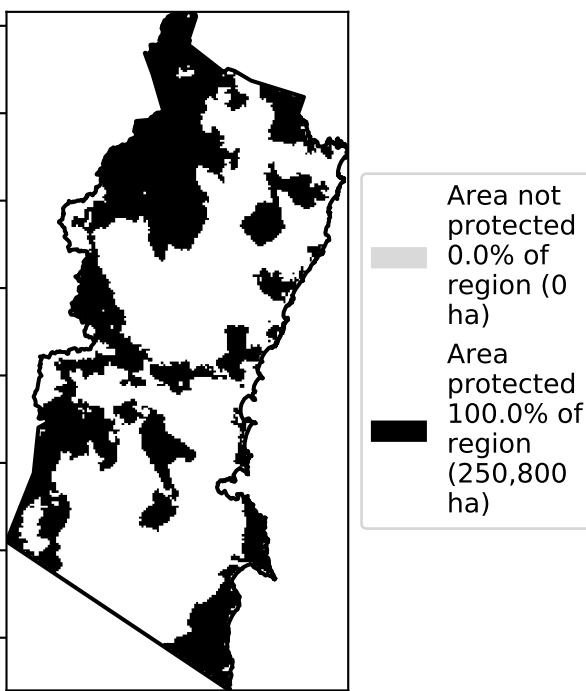 Area not
protected
0.0% of
region (0
ha)
Area
protected
100.0% of
region
(250,800
ha)